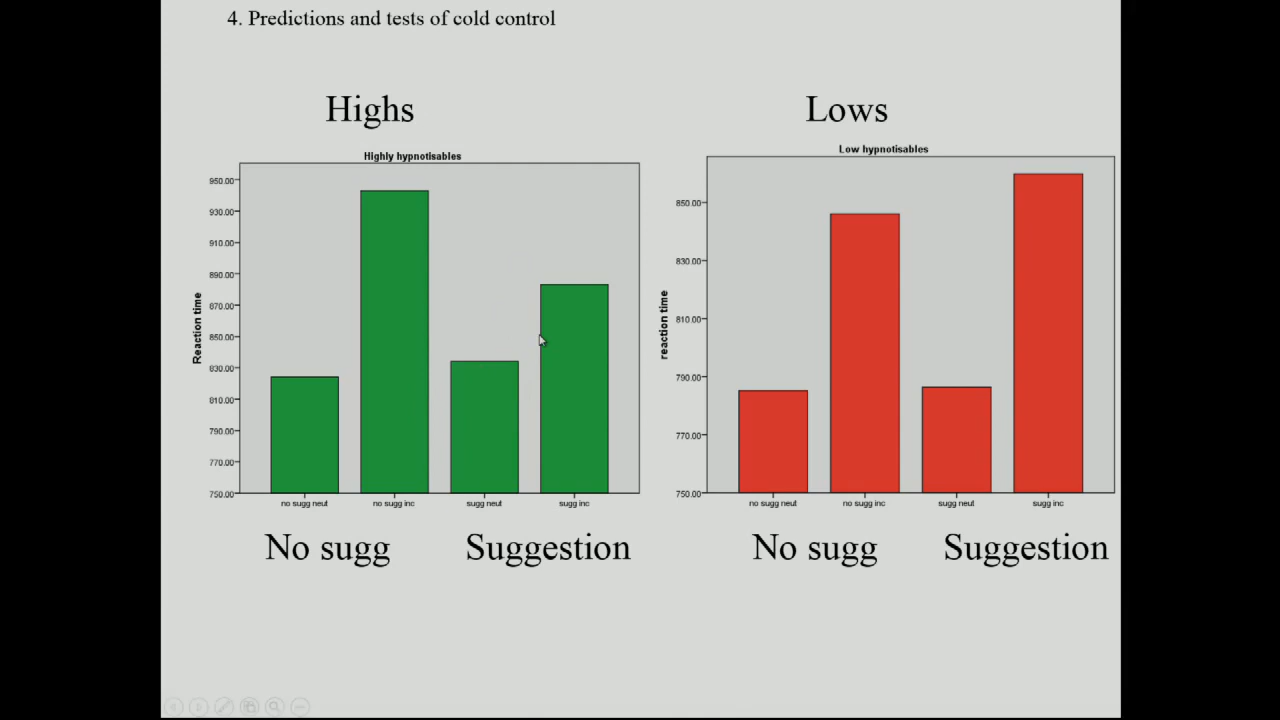 4. Predictions and tests of cold control
Highs
Lows
Highly hypnotisables
Low hypnotisables
Reaction time
950.00
930.00
910.00
890.00
870.00
850.00
830.00
810.00
790.00
770.00
750.00
no sugg neut
no sugg inc
sugg neut
sugg inc
reaction time
850.00
830.00
810.00
790.00
770.00
750.00
no sugg neut
no sugg inc
sugg neut
sugg inc
No sugg
Suggestion
No sugg
Suggestion